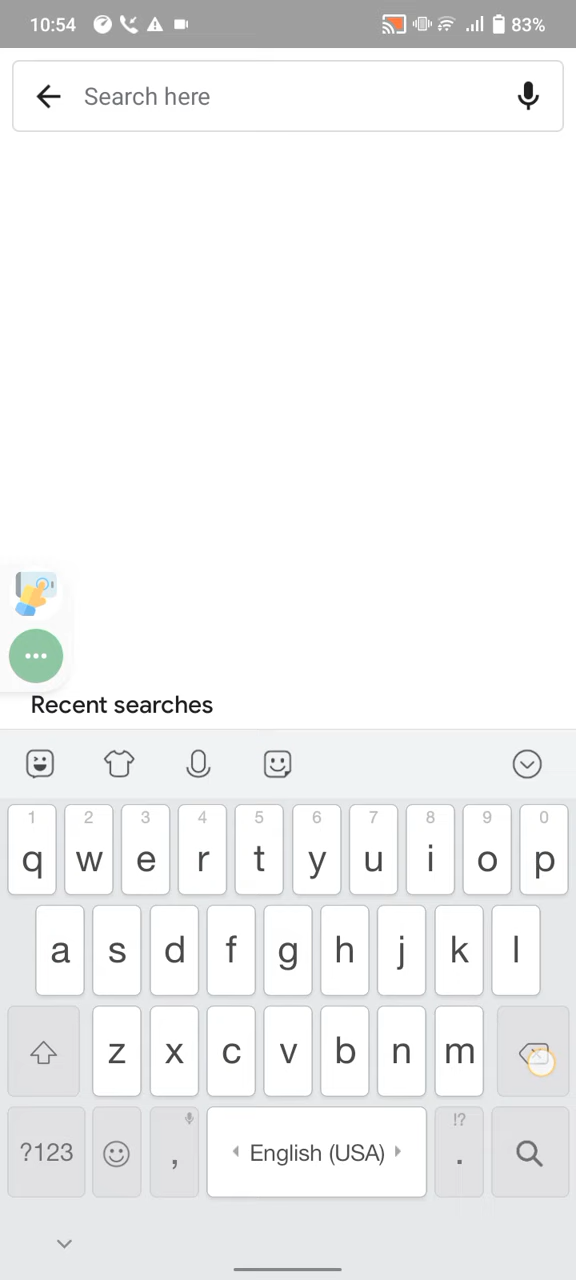 10:54 83%
Search here
Recent searches
1 2 3 4 5 6 7 8 9 0
q w e r t y u i o p
a s d f g h j k l
z x c v b n m
!?
?123 , English (USA) .